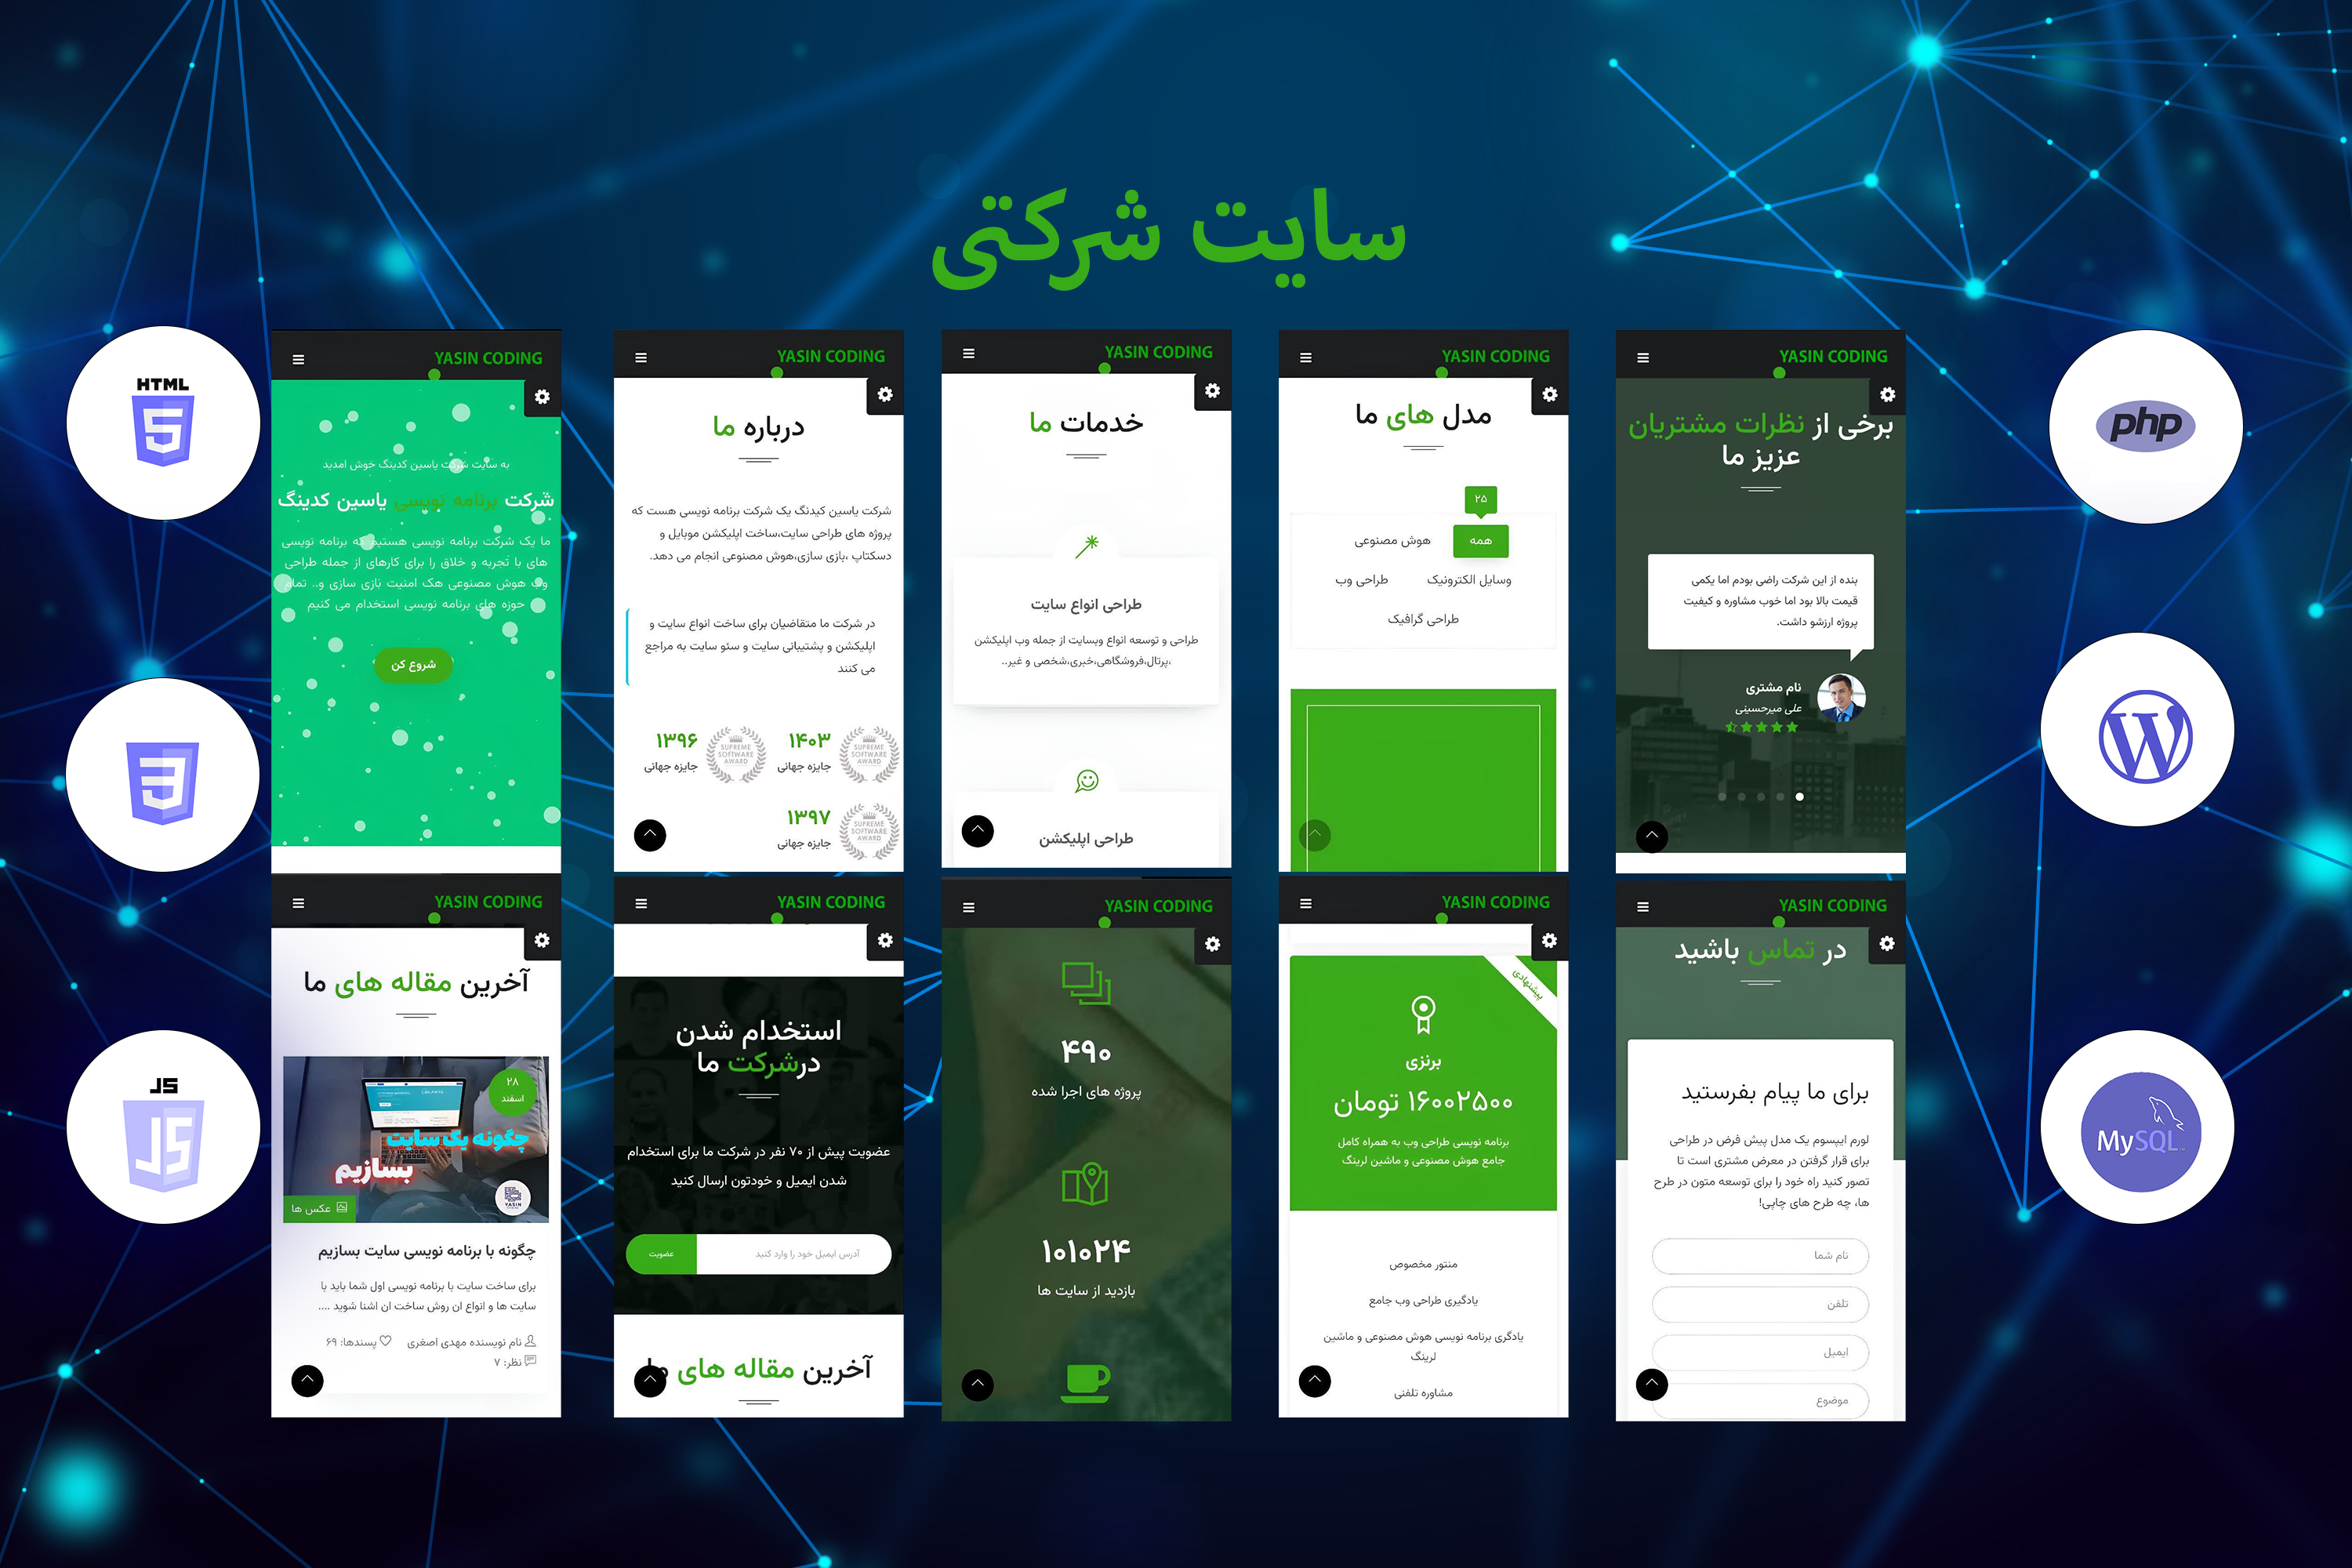 سایت شرکتی
HTML
5
3
JS
JS
php
W
MySQL
YASIN CODING
به سایت شرکت یاسین کدینگ خوش امدید
شرکت برنامه نویسی یاسین کدینگ
ما یک شرکت برنامه نویسی هستیم که برنامه نویسی
های با تجربه و خلاق را برای کارهای از جمله طراحی
وب هوش مصنوعی هک امنیت بازی سازی و.. تمام
حوزه های برنامه نویسی استخدام می کنیم
شروع کن
YASIN CODING
درباره ما
شرکت یاسین کیدنگ یک شرکت برنامه نویسی هست که
پروژه های طراحی سایت،ساخت اپلیکشن موبایل و
دسکتاپ ،بازی سازی،هوش مصنوعی انجام می دهد.
در شرکت ما متقاضیان برای ساخت انواع سایت و
اپلیکشن و پشتیبانی سایت و سئو سایت به مراجع
می کنند
SUPREME
SOFTWARE
AWARD
۱۴۰۳
جایزه جهانی
SUPREME
SOFTWARE
AWARD
۱۳۹۶
جایزه جهانی
SUPREME
SOFTWARE
AWARD
۱۳۹۷
جایزه جهانی
YASIN CODING
خدمات ما
طراحی انواع سایت
طراحی و توسعه انواع وبسایت از جمله وب اپلیکشن
،پرتال،فروشگاهی،خبری،شخصی و غیر..
طراحی اپلیکشن
YASIN CODING
مدل های ما
۲۵
همه
هوش مصنوعی
وسایل الکترونیک
طراحی وب
طراحی گرافیک
YASIN CODING
برخی از نظرات مشتریان
عزیز ما
بنده از این شرکت راضی بودم اما یکمی
قیمت بالا بود اما خوب مشاوره و کیفیت
پروژه ارزشو داشت.
نام مشتری
علی میرحسینی
YASIN CODING
آخرین مقاله های ما
۲۸
اسفند
چگونه یک سایت
بسازیم
YASIN
عکس ها
چگونه با برنامه نویسی سایت بسازیم
برای ساخت سایت با برنامه نویسی اول شما باید با
سایت ها و انواع ان روش ساخت ان اشنا شوید ....
نام نویسنده مهدی اصغری
پسندها: ۶۹
نظر: ۷
YASIN CODING
استخدام شدن
درشرکت ما
عضویت پیش از ۷۰ نفر در شرکت ما برای استخدام
شدن ایمیل و خودتون ارسال کنید
آدرس ایمیل خود را وارد کنید
عضویت
آخرین مقاله های ما
YASIN CODING
۴۹۰
پروژه های اجرا شده
۱۰۱۰۲۴
بازدید از سایت ها
YASIN CODING
پیشنهادی
برنزی
۱۶۰۰۲۵۰۰ تومان
برنامه نویسی طراحی وب به همراه کامل
جامع هوش مصنوعی و ماشین لرینگ
منتور مخصوص
یادگیری طراحی وب جامع
یادگری برنامه نویسی هوش مصنوعی و ماشین
لرینگ
مشاوره تلفنی
YASIN CODING
در تماس باشید
برای ما پیام بفرستید
لورم ایپسوم یک مدل پیش فرض در طراحی
برای قرار گرفتن در معرض مشتری است تا
تصور کنید راه خود را برای توسعه متون در طرح
ها، چه طرح های چاپی!
نام شما
تلفن
ایمیل
موضوع